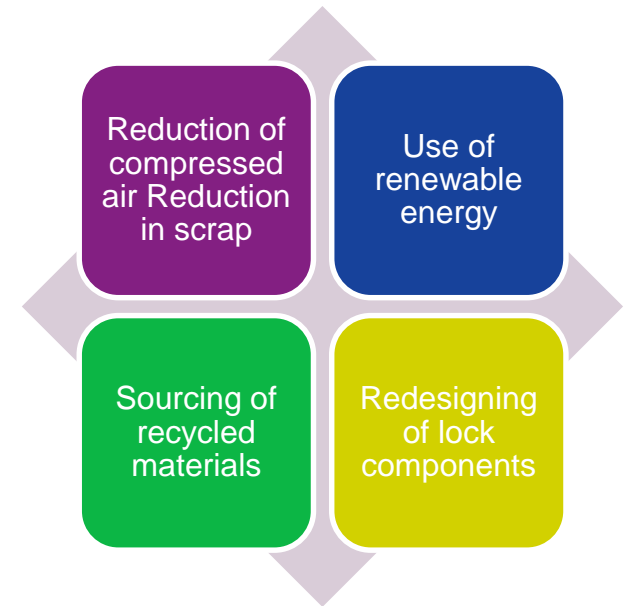 Reduction of
compressed
air Reduction
in scrap
Use of
renewable
energy
Sourcing of
recycled
materials
Redesigning
of lock
components